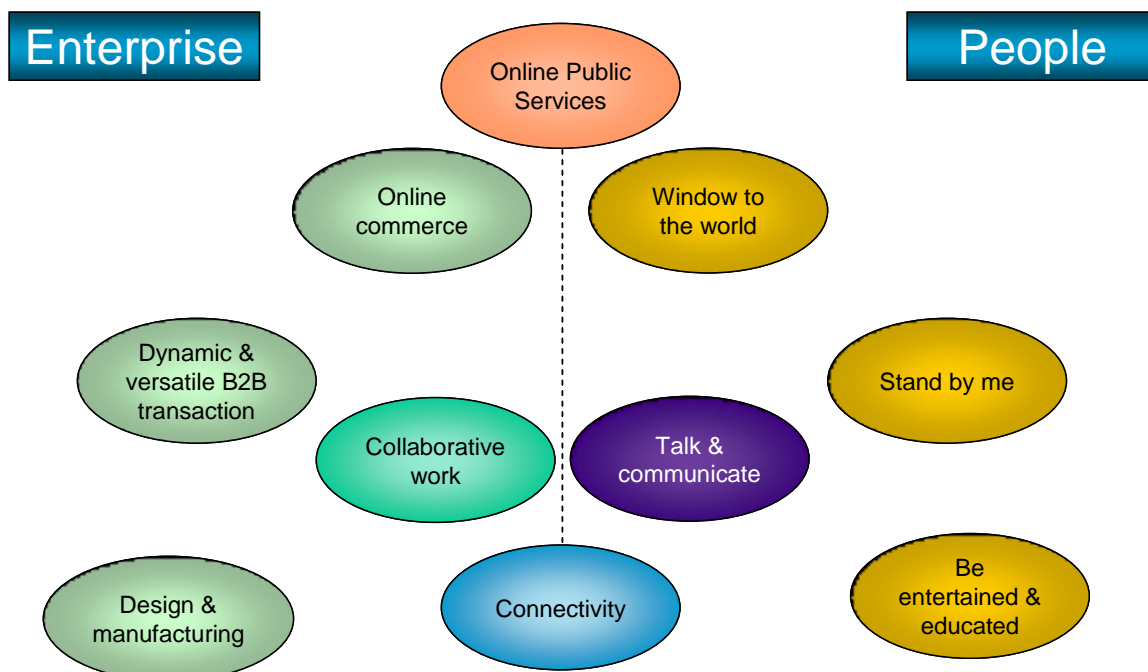 Enterprise
People
Online Public
Services
Online
commerce
Window to
the world
Dynamic &
versatile B2B
transaction
Stand by me
Collaborative
work
Talk &
communicate
Design &
manufacturing
Connectivity
Be
entertained &
educated